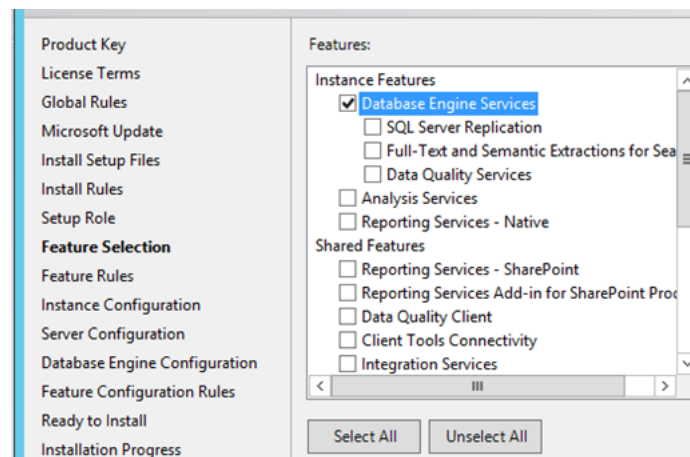 Product Key
License Terms
Global Rules
Microsoft Update
Install Setup Files
Install Rules
Setup Role
Feature Selection
Feature Rules
Instance Configuration
Server Configuration
Database Engine Configuration
Feature Configuration Rules
Ready to Install
Installation Progress
Features:
Instance Features
Database Engine Services
SQL Server Replication
Full-Text and Semantic Extractions for Sea
Data Quality Services
Analysis Services
Reporting Services - Native
Shared Features
Reporting Services - SharePoint
Reporting Services Add-in for SharePoint Prod
Data Quality Client
Client Tools Connectivity
Integration Services
Select All
Unselect All